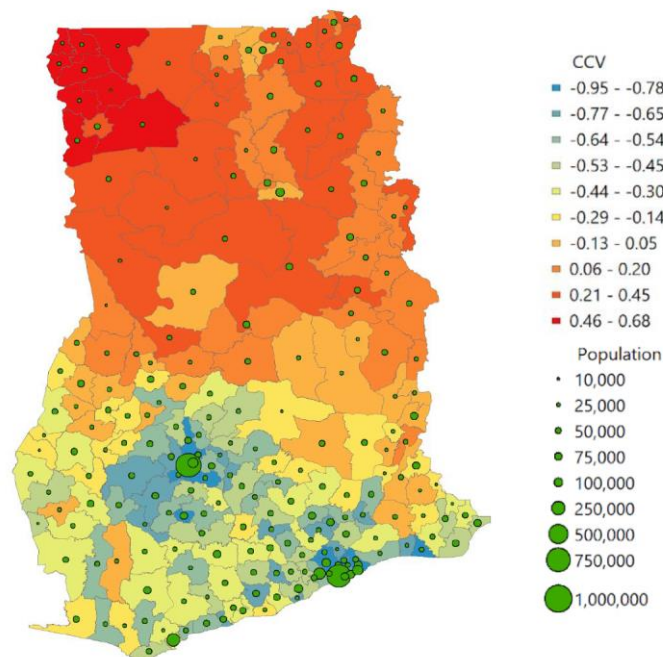 CCV
-0.95 - -0.78
-0.77 - -0.65
-0.64 - -0.54
-0.53 - -0.45
-0.44 - -0.30
-0.29 - -0.14
-0.13 - 0.05
0.06 - 0.20
0.21 - 0.45
0.46 - 0.68
Population
10,000
25,000
50,000
75,000
100,000
250,000
500,000
750,000
1,000,000